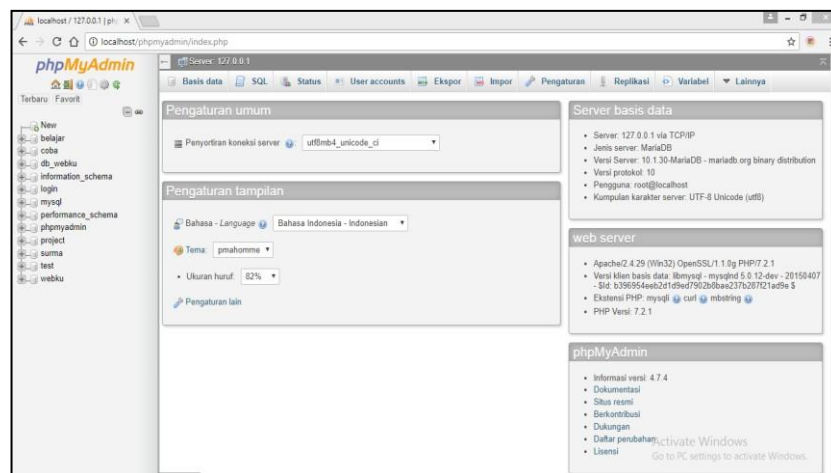 localhost / 127.0.0.1 | ph
localhost/phpmyadmin/index.php
phpMyAdmin
Terbaru Favorit
New
belajar
coba
db_webku
information_schema
login
mysql
performance_schema
phpmyadmin
project
surma
test
webku
Server: 127.0.0.1
Basis data SQL Status User accounts Ekspor Impor Pengaturan Replikasi Variabel Lainnya
Pengaturan umum
Penyortiran koneksi server : utf8mb4_unicode_ci
Pengaturan tampilan
Bahasa - Language Bahasa Indonesia - Indonesian
Tema: pmahomme
Ukuran huruf: 82%
Pengaturan lain
Server basis data
Server: 127.0.0.1 via TCP/IP
Jenis server: MariaDB
Versi Server: 10.1.30-MariaDB - mariadb.org binary distribution
Versi protokol: 10
Pengguna: root@localhost
Kumpulan karakter server: UTF-8 Unicode (utf8)
web server
Apache/2.4.29 (Win32) OpenSSL/1.1.0g PHP/7.2.1
Versi klien basis data: libmysql - mysqlnd 5.0.12-dev - 20150407
- $Id: b396954eeb2d1d9ed7902b8bae237b287f21ad9e $
Ekstensi PHP: mysqli curl mbstring
PHP Versi: 7.2.1
phpMyAdmin
Informasi versi: 4.7.4
Dokumentasi
Situs resmi
Berkontribusi
Dukungan
Daftar perubahan
Lisensi
Activate Windows
Go to PC settings to activate Windows.